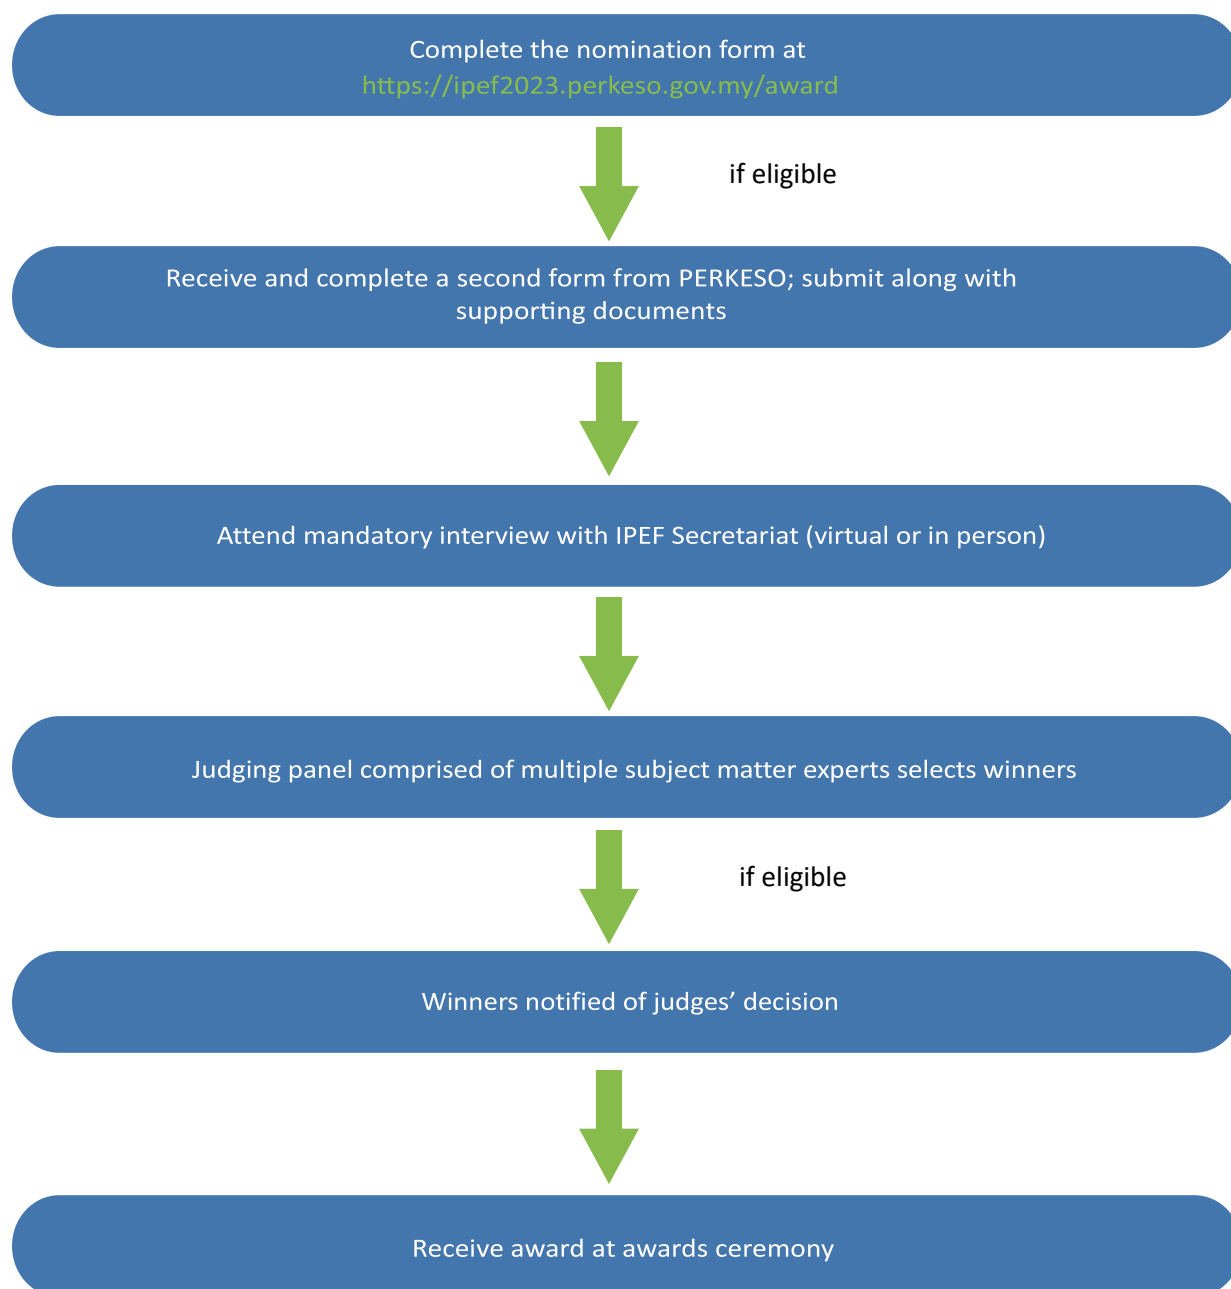 Complete the nomination form at
https://ipef2023.perkeso.gov.my/award
if eligible
Receive and complete a second form from PERKESO; submit along with
supporting documents
Attend mandatory interview with IPEF Secretariat (virtual or in person)
Judging panel comprised of multiple subject matter experts selects winners
if eligible
Winners notified of judges’ decision
Receive award at awards ceremony